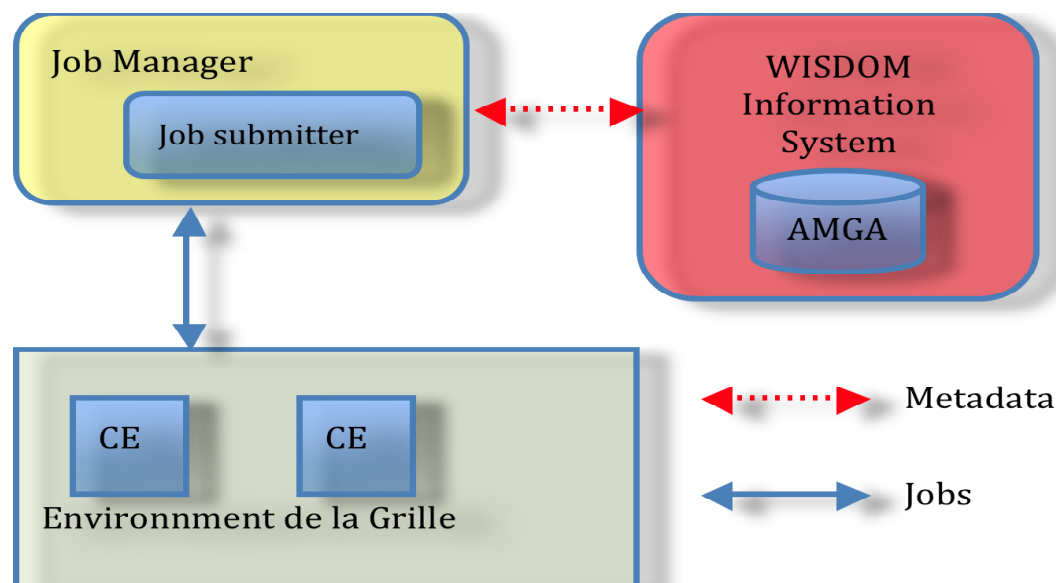 Job Manager
Job submitter
WISDOM
Information
System
AMGA
CE
CE
Environnment de la Grille
Metadata
Jobs